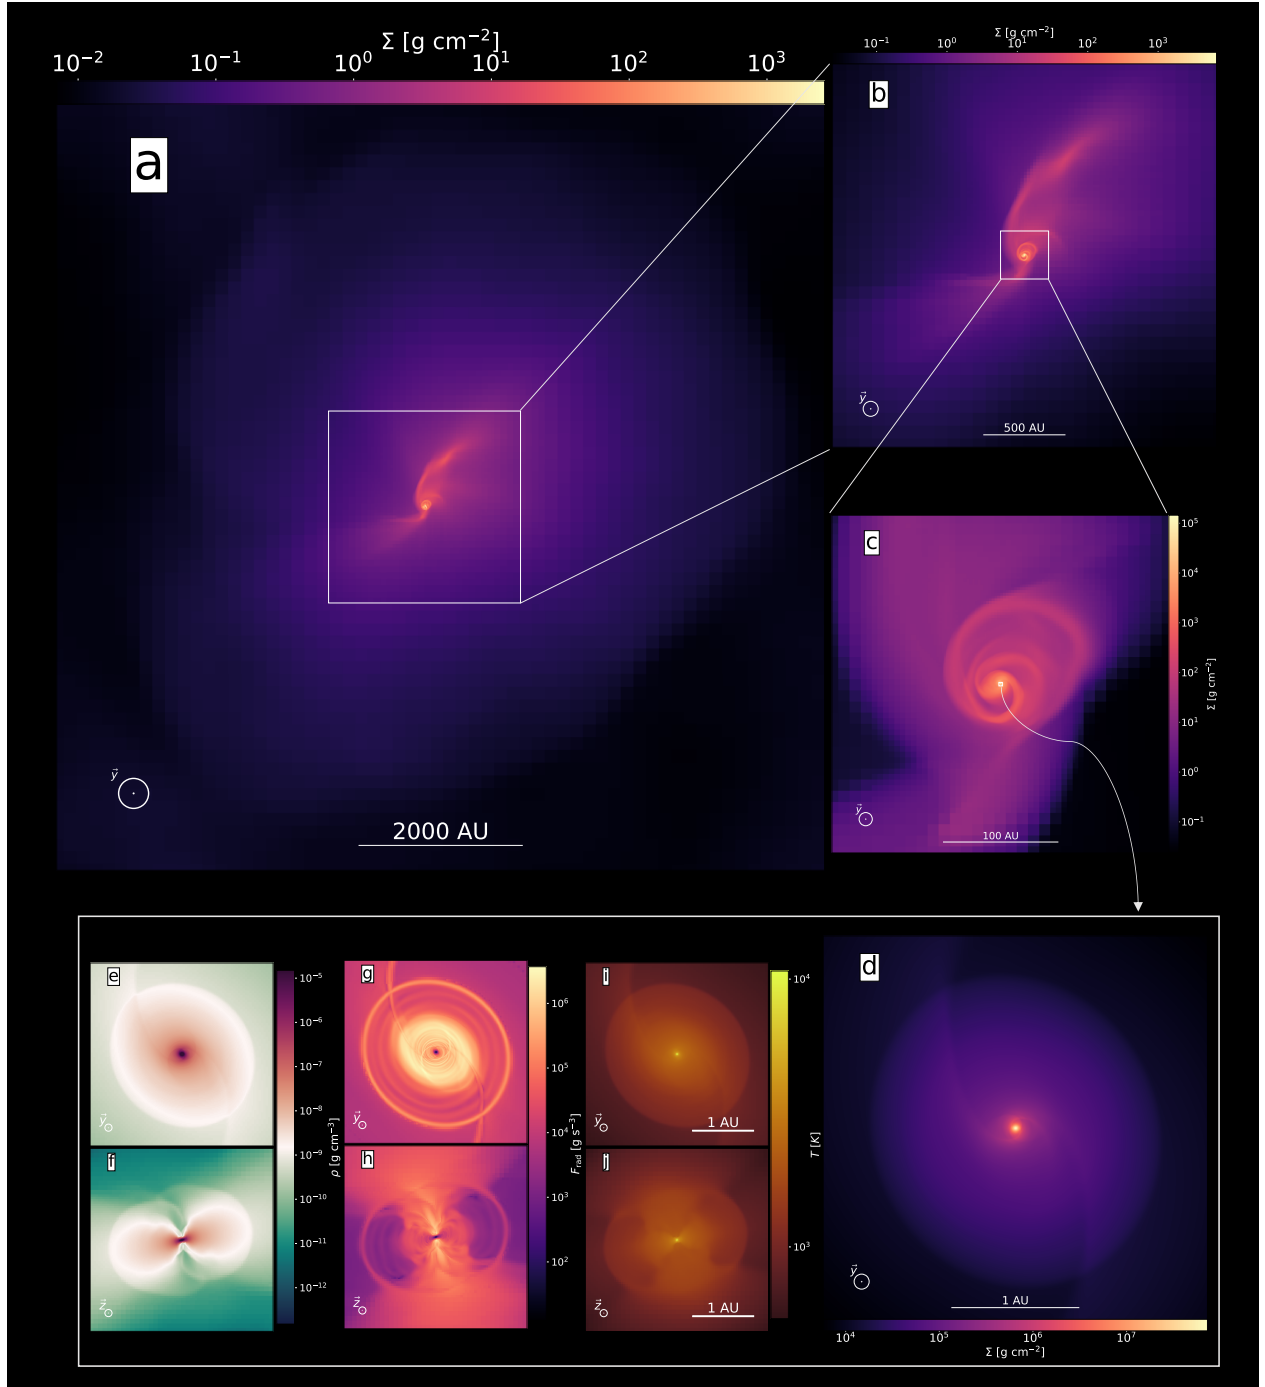 Σ [g cm⁻²]
10⁻² 10⁻¹ 10⁰ 10¹ 10² 10³
a
y⃗
2000 AU
Σ [g cm⁻²]
10⁻¹ 10⁰ 10¹ 10² 10³
b
y⃗
500 AU
c
10⁵
10⁴
10³
10²
10¹
10⁰
10⁻¹
Σ [g cm⁻²]
y⃗
100 AU
e
y⃗
f
z⃗
10⁻⁵
10⁻⁶
10⁻⁷
10⁻⁸
10⁻⁹
10⁻¹⁰
10⁻¹¹
10⁻¹²
ρ [g cm⁻³]
g
y⃗
h
z⃗
10⁶
10⁵
10⁴
10³
10²
F_rad [g s⁻³]
i
y⃗
1 AU
j
z⃗
1 AU
10⁴
10³
T [K]
d
y⃗
1 AU
10⁴ 10⁵ 10⁶ 10⁷
Σ [g cm⁻²]